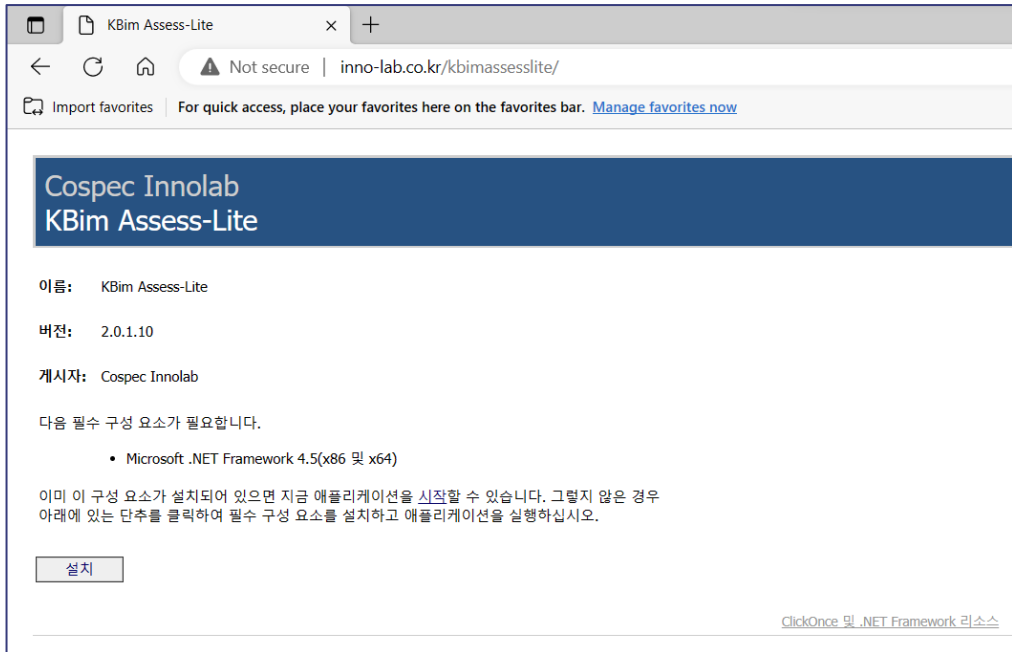 KBim Assess-Lite
Not secure | inno-lab.co.kr/kbimassesslite/
Import favorites For quick access, place your favorites here on the favorites bar. Manage favorites now
Cospec Innolab
KBim Assess-Lite
이름: KBim Assess-Lite
버전: 2.0.1.10
게시자: Cospec Innolab
다음 필수 구성 요소가 필요합니다.
• Microsoft .NET Framework 4.5(x86 및 x64)
이미 이 구성 요소가 설치되어 있으면 지금 애플리케이션을 시작할 수 있습니다. 그렇지 않은 경우
아래에 있는 단추를 클릭하여 필수 구성 요소를 설치하고 애플리케이션을 실행하십시오.
설치
ClickOnce 및 .NET Framework 리소스